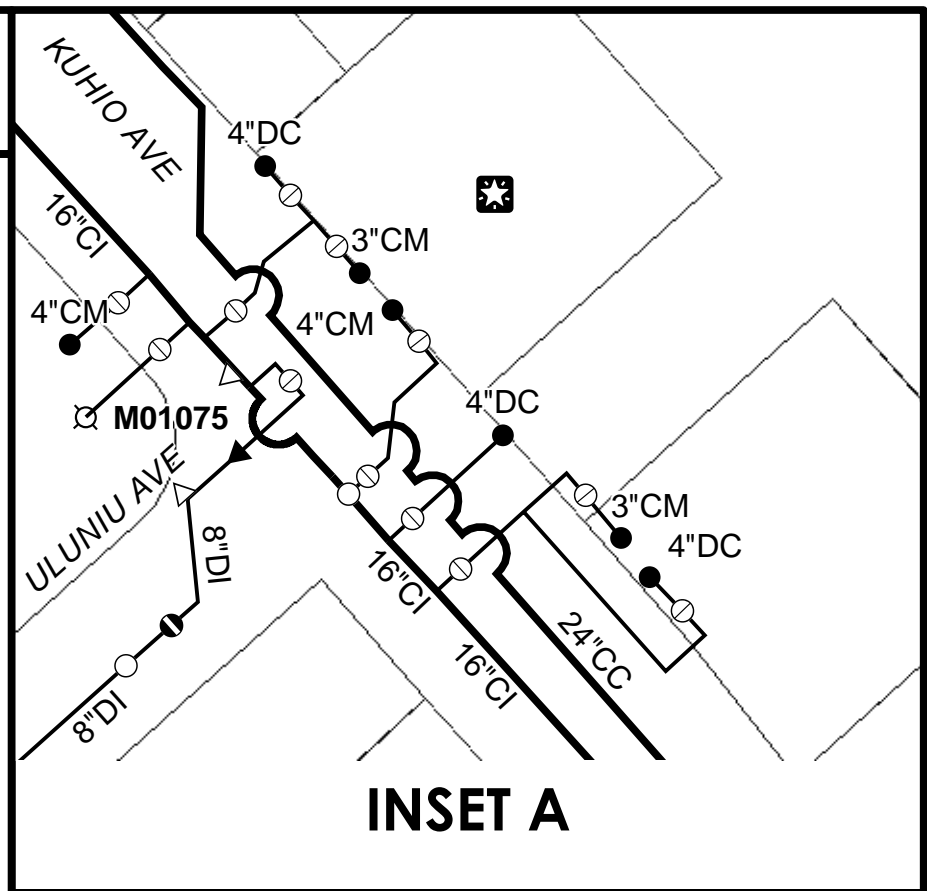 KUHIO AVE
4"DC
16"CI
3"CM
4"CM
4"CM
4"DC
M01075
ULUNIU AVE
8"DI
3"CM
4"DC
16"CI
24"CC
16"CI
8"DI
INSET A